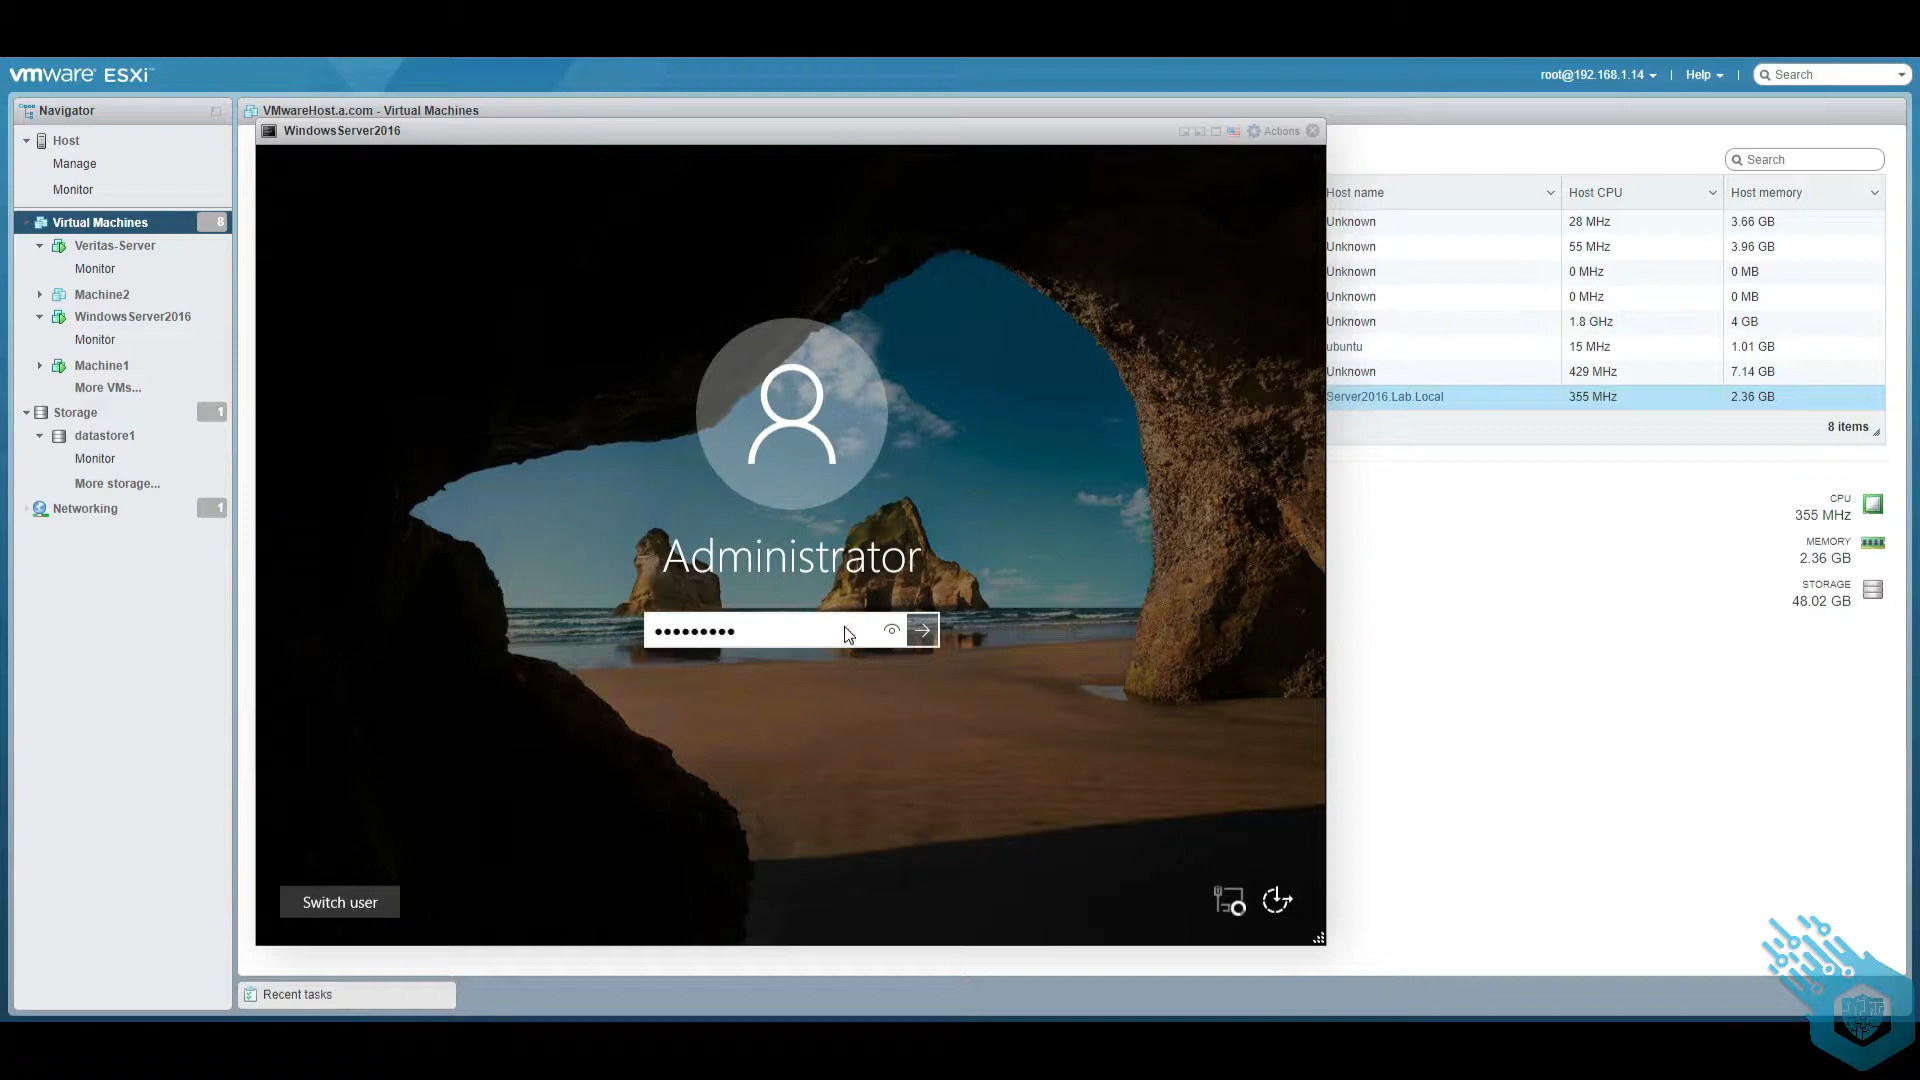 vmware ESXi™
root@192.168.1.14 | Help | Search
Navigator
Host
Manage
Monitor
Virtual Machines 8
Veritas-Server
Monitor
Machine2
WindowsServer2016
Monitor
Machine1
More VMs...
Storage 1
datastore1
Monitor
More storage...
Networking 1
VMwareHost.a.com - Virtual Machines
WindowsServer2016 Actions
Administrator
•••••••••
Switch user
Search
Host name Host CPU Host memory
Unknown 28 MHz 3.66 GB
Unknown 55 MHz 3.96 GB
Unknown 0 MHz 0 MB
Unknown 0 MHz 0 MB
Unknown 1.8 GHz 4 GB
ubuntu 15 MHz 1.01 GB
Unknown 429 MHz 7.14 GB
Server2016.Lab.Local 355 MHz 2.36 GB
8 items
CPU
355 MHz
MEMORY
2.36 GB
STORAGE
48.02 GB
Recent tasks